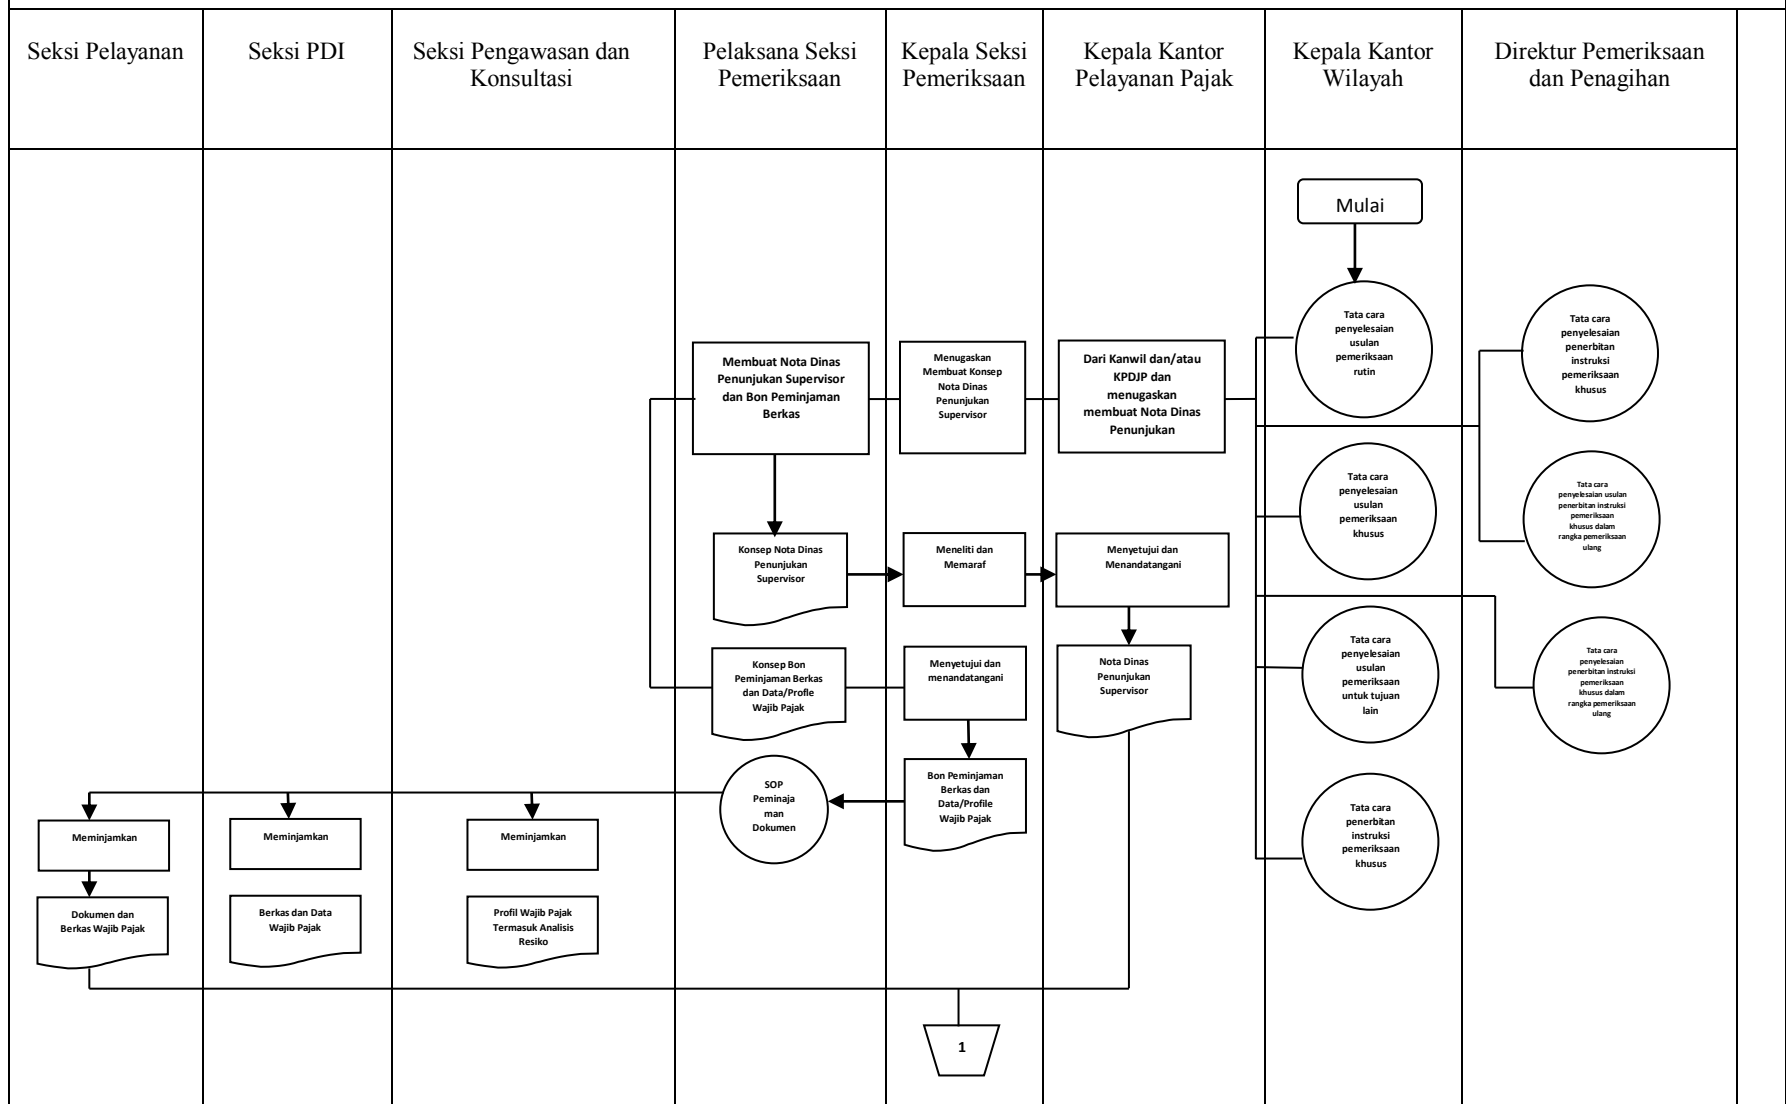 Seksi Pelayanan
Seksi PDI
Seksi Pengawasan dan
Konsultasi
Pelaksana Seksi
Pemeriksaan
Kepala Seksi
Pemeriksaan
Kepala Kantor
Pelayanan Pajak
Kepala Kantor
Wilayah
Direktur Pemeriksaan
dan Penagihan
Mulai
Tata cara
penyelesaian
usulan
pemeriksaan
rutin
Tata cara
penyelesaian
penerbitan
instruksi
pemeriksaan
khusus
Membuat Nota Dinas
Penunjukan Supervisor
dan Bon Peminjaman
Berkas
Menugaskan
Membuat Konsep
Nota Dinas
Penunjukan
Supervisor
Dari Kanwil dan/atau
KPDJP dan
menugaskan
membuat Nota Dinas
Penunjukan
Tata cara
penyelesaian
usulan
pemeriksaan
khusus
Tata cara
penyelesaian usulan
penerbitan instruksi
pemeriksaan
khusus dalam
rangka pemeriksaan
ulang
Konsep Nota Dinas
Penunjukan
Supervisor
Meneliti dan
Memaraf
Menyetujui dan
Menandatangani
Tata cara
penyelesaian
usulan
pemeriksaan
untuk tujuan
lain
Tata cara
penyelesaian
penerbitan instruksi
pemeriksaan
khusus dalam
rangka pemeriksaan
ulang
Konsep Bon
Peminjaman Berkas
dan Data/Profle
Wajib Pajak
Menyetujui dan
menandatangani
Nota Dinas
Penunjukan
Supervisor
SOP
Peminaja
man
Dokumen
Bon Peminjaman
Berkas dan
Data/Profile
Wajib Pajak
Tata cara
penerbitan
instruksi
pemeriksaan
khusus
Meminjamkan
Meminjamkan
Meminjamkan
Dokumen dan
Berkas Wajib Pajak
Berkas dan Data
Wajib Pajak
Profil Wajib Pajak
Termasuk Analisis
Resiko
1